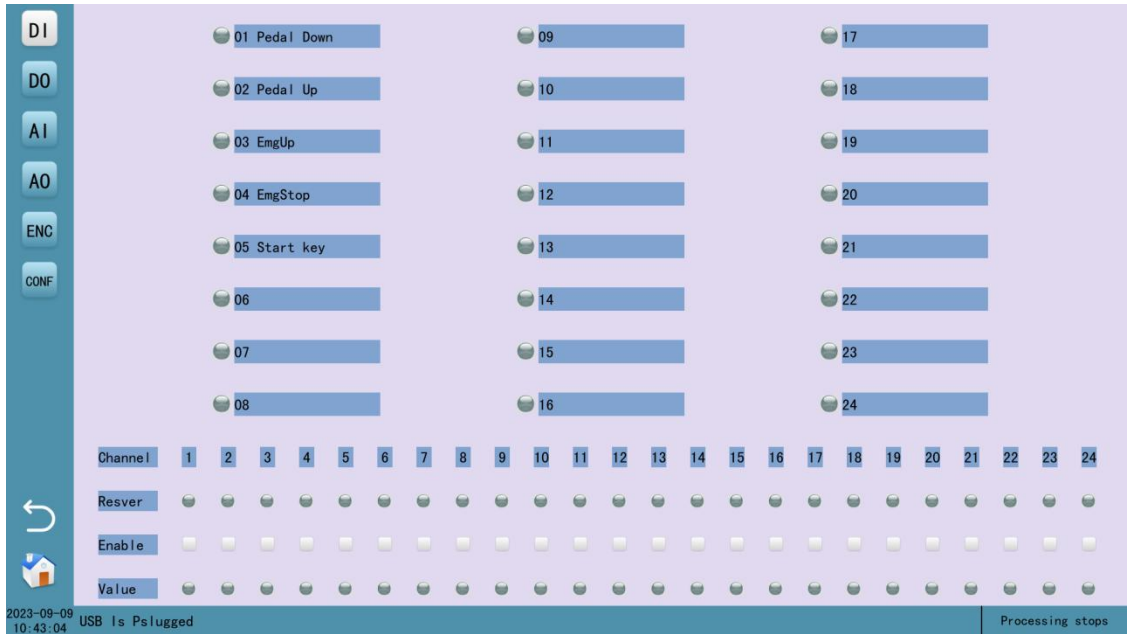 DI
DO
AI
AO
ENC
CONF
01 Pedal Down
09
17
02 Pedal Up
10
18
03 EmgUp
11
19
04 EmgStop
12
20
05 Start key
13
21
06
14
22
07
15
23
08
16
24
Channel 1 2 3 4 5 6 7 8 9 10 11 12 13 14 15 16 17 18 19 20 21 22 23 24
Resver
Enable
Value
2023-09-09
10:43:04
USB Is Pslugged
Processing stops